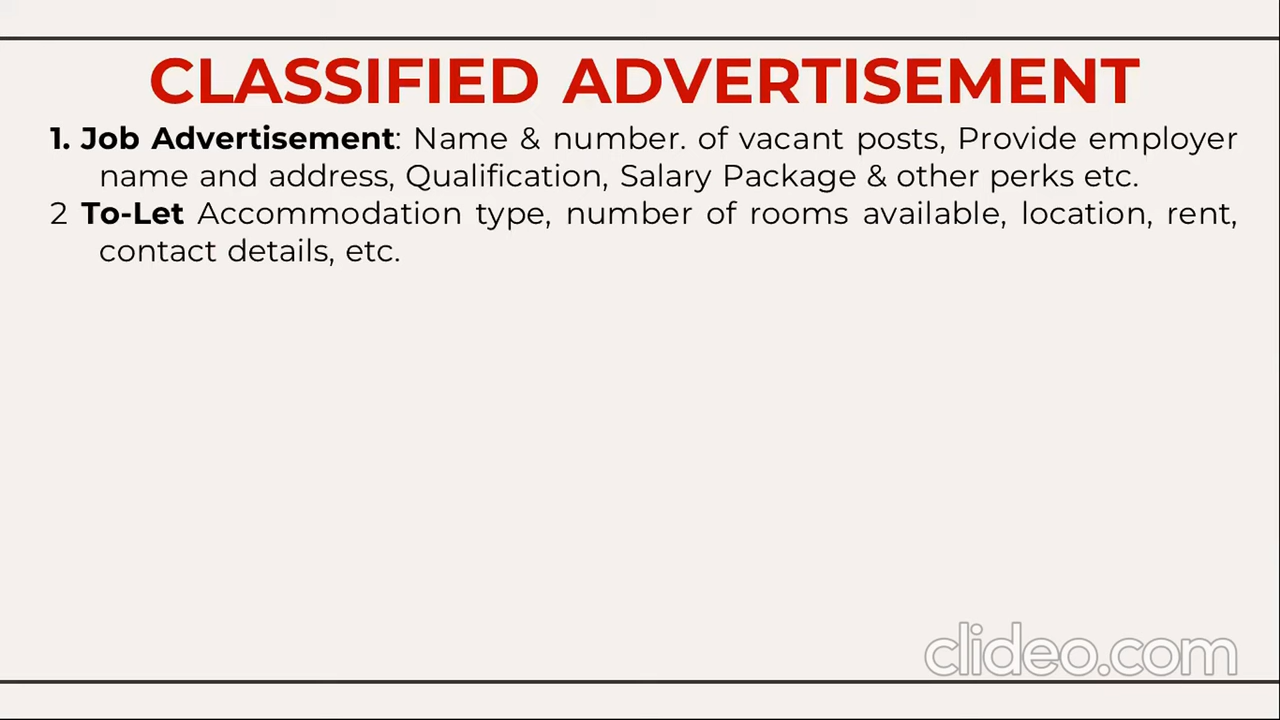 CLASSIFIED ADVERTISEMENT
1. Job Advertisement: Name & number. of vacant posts, Provide employer
name and address, Qualification, Salary Package & other perks etc.
2 To-Let Accommodation type, number of rooms available, location, rent,
contact details, etc.
clideo.com